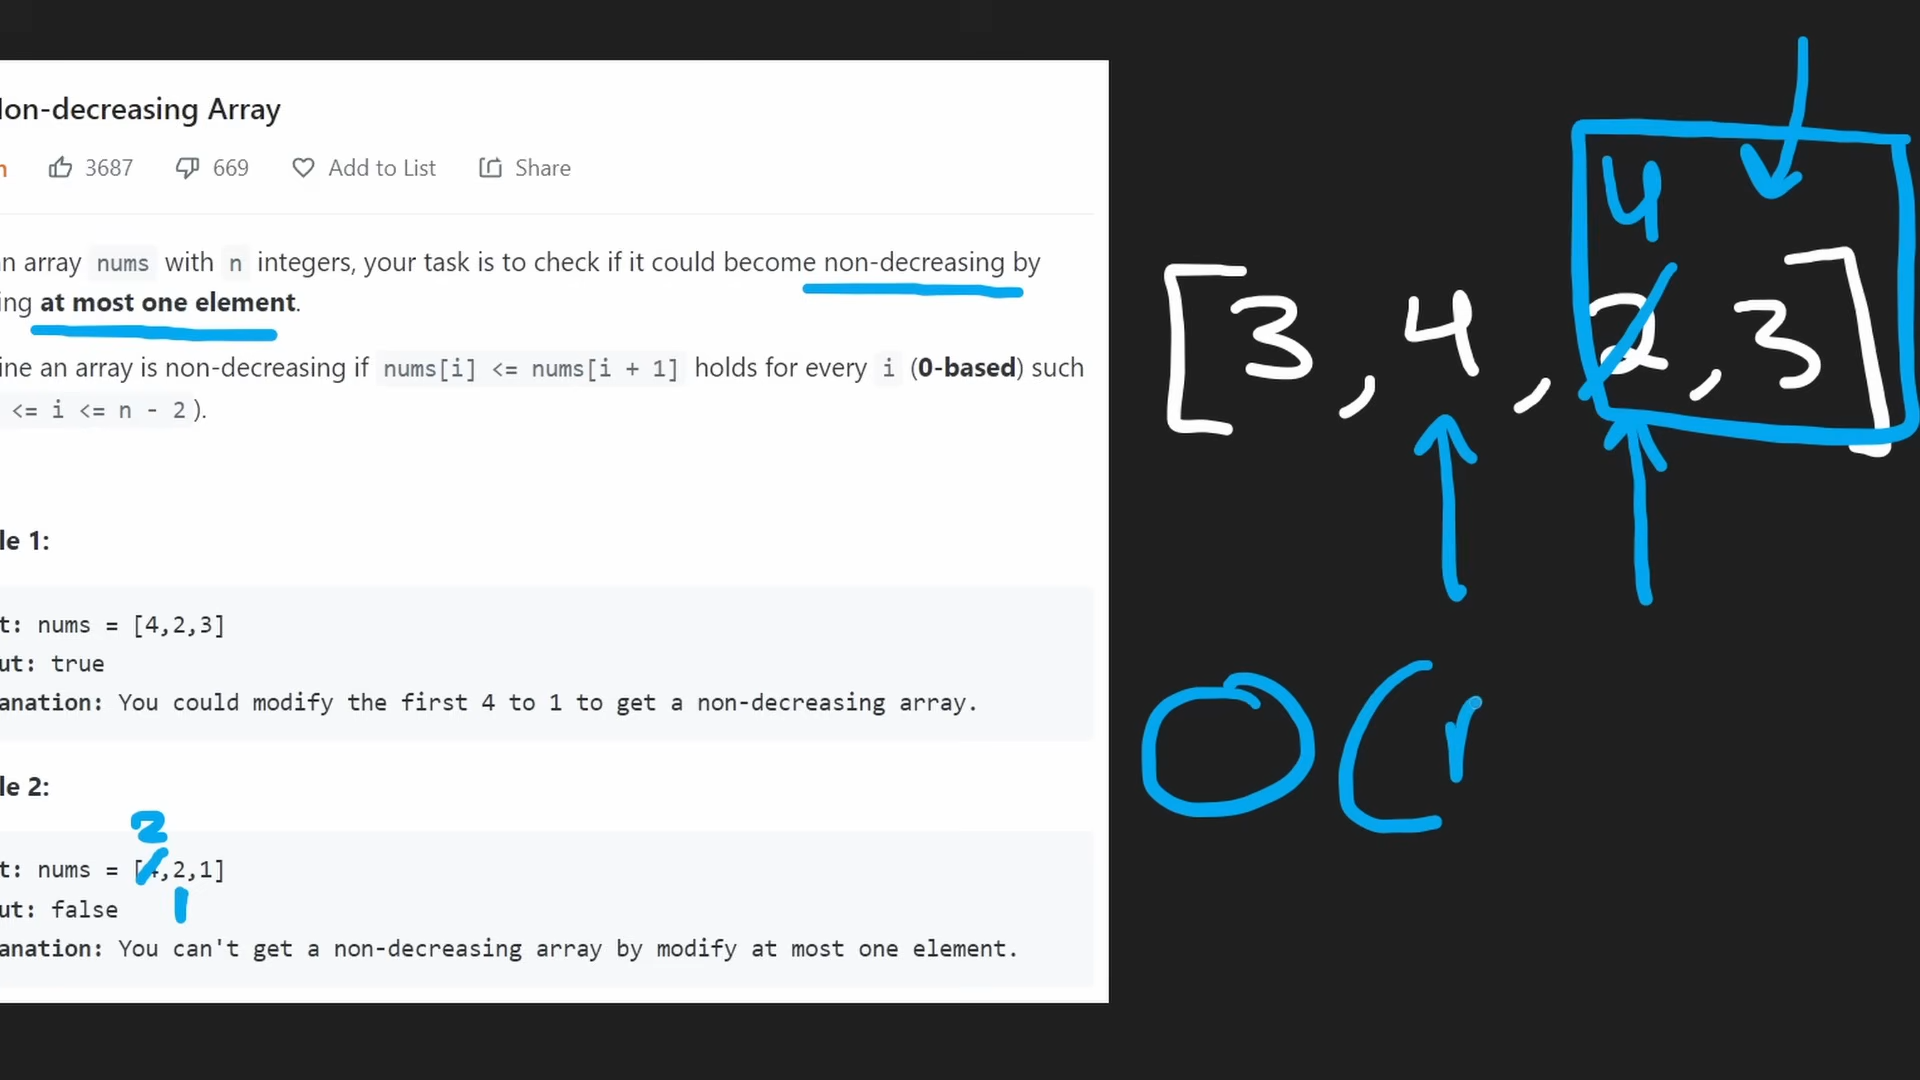 on-decreasing Array
3687 669 Add to List Share
n array nums with n integers, your task is to check if it could become non-decreasing by
ing at most one element.
ine an array is non-decreasing if nums[i] <= nums[i + 1] holds for every i (0-based) such
<= i <= n - 2 ).
le 1:
t: nums = [4,2,3]
ut: true
anation: You could modify the first 4 to 1 to get a non-decreasing array.
le 2:
2
t: nums = [4,2,1]
1
ut: false
anation: You can't get a non-decreasing array by modify at most one element.
4
[3, 4, 2, 3]
O(r